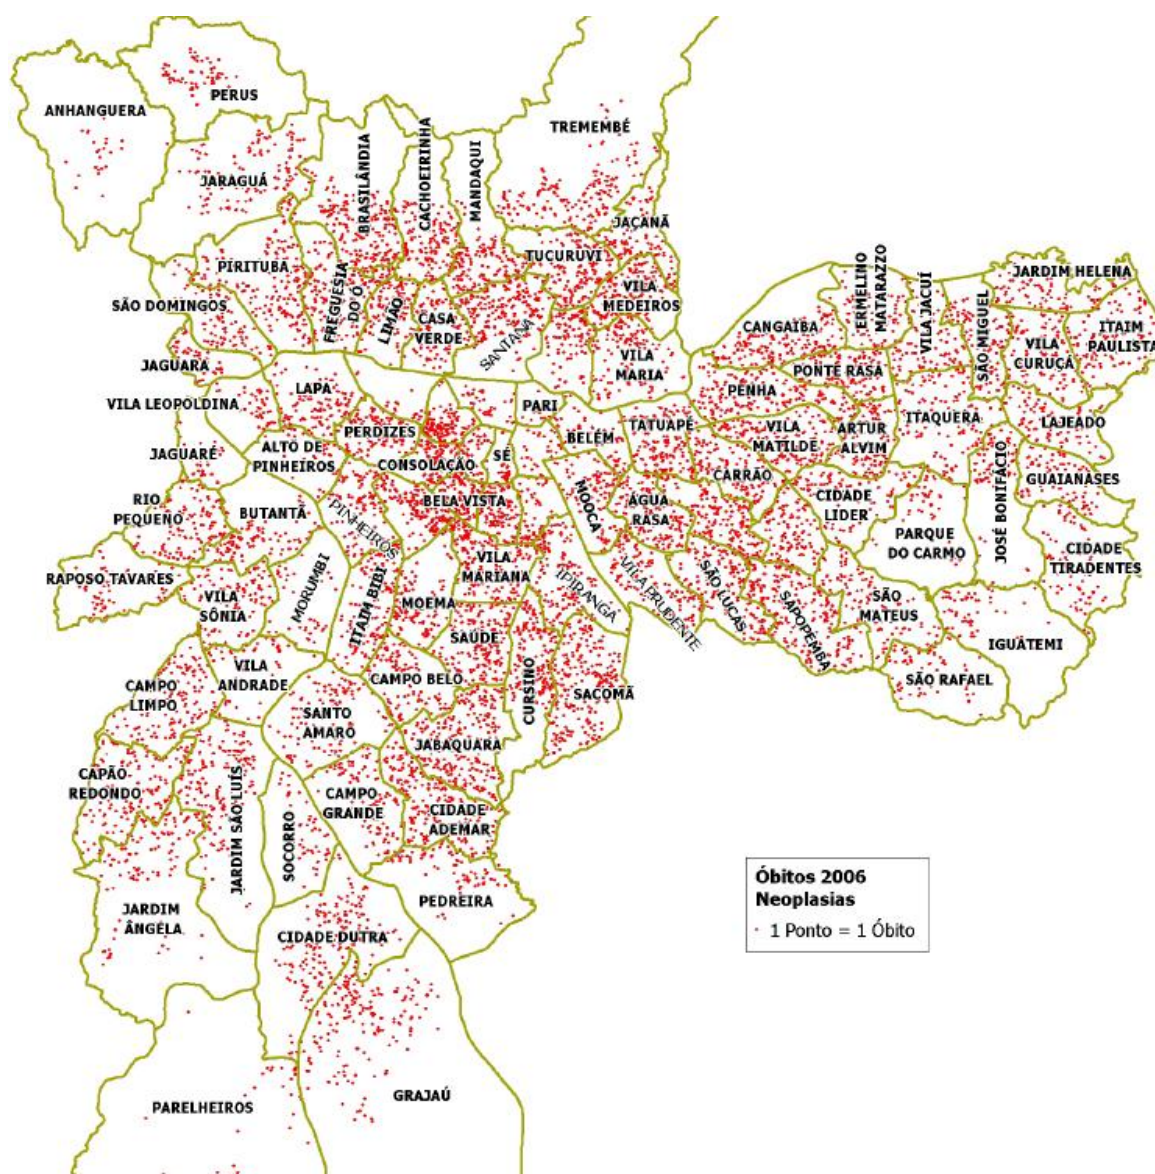 PERUS
ANHANGUERA
TREMEMBÉ
BRASILÂNDIA
CACHOEIRINHA
MANDAQUI
JARAGUÁ
JAÇANÃ
TUCURUVI
PIRITUBA
FREGUESIA
DO Ó
LIMÃO
CASA
VERDE
SANTANA
VILA
MEDEIROS
SÃO DOMINGOS
JAGUARA
VILA
MARIA
CANGAIBA
ERMELINO
MATARAZZO
VILA JACUÍ
SÃO MIGUEL
JARDIM HELENA
ITAIM
PAULISTA
VILA
CURUÇÁ
PONTE RASA
PENHA
LAPA
VILA LEOPOLDINA
PARI
PERDIZES
BELÉM
TATUAPÉ
VILA
MATILDE
ARTUR
ALVIM
ITAQUERA
LAJEADO
JAGUARÉ
ALTO DE
PINHEIROS
CONSOLAÇÃO
SÉ
CARRÃO
GUAIANASES
JOSÉ BONIFÁCIO
RIO
PEQUENO
BUTANTÃ
PINHEIROS
BELA VISTA
MOOCA
ÁGUA
RASA
CIDADE
LIDER
PARQUE
DO CARMO
CIDADE
TIRADENTES
RAPOSO TAVARES
VILA
SÔNIA
MORUMBI
ITAIM BIBI
MOEMA
VILA
MARIANA
IPIRANGA
VILA PRUDENTE
SÃO LUCAS
SAPOPEMBA
SÃO
MATEUS
IGUATEMI
SÃO RAFAEL
SAÚDE
CAMPO BELO
CURSINO
SACOMÃ
VILA
ANDRADE
CAMPO
LIMPO
SANTO
AMARO
JABAQUARA
CAPÃO
REDONDO
JARDIM SÃO LUÍS
SOCORRO
CAMPO
GRANDE
CIDADE
ADEMAR
JARDIM
ÂNGELA
PEDREIRA
CIDADE DUTRA
PARELHEIROS
GRAJAÚ
Óbitos 2006
Neoplasias
1 Ponto = 1 Óbito